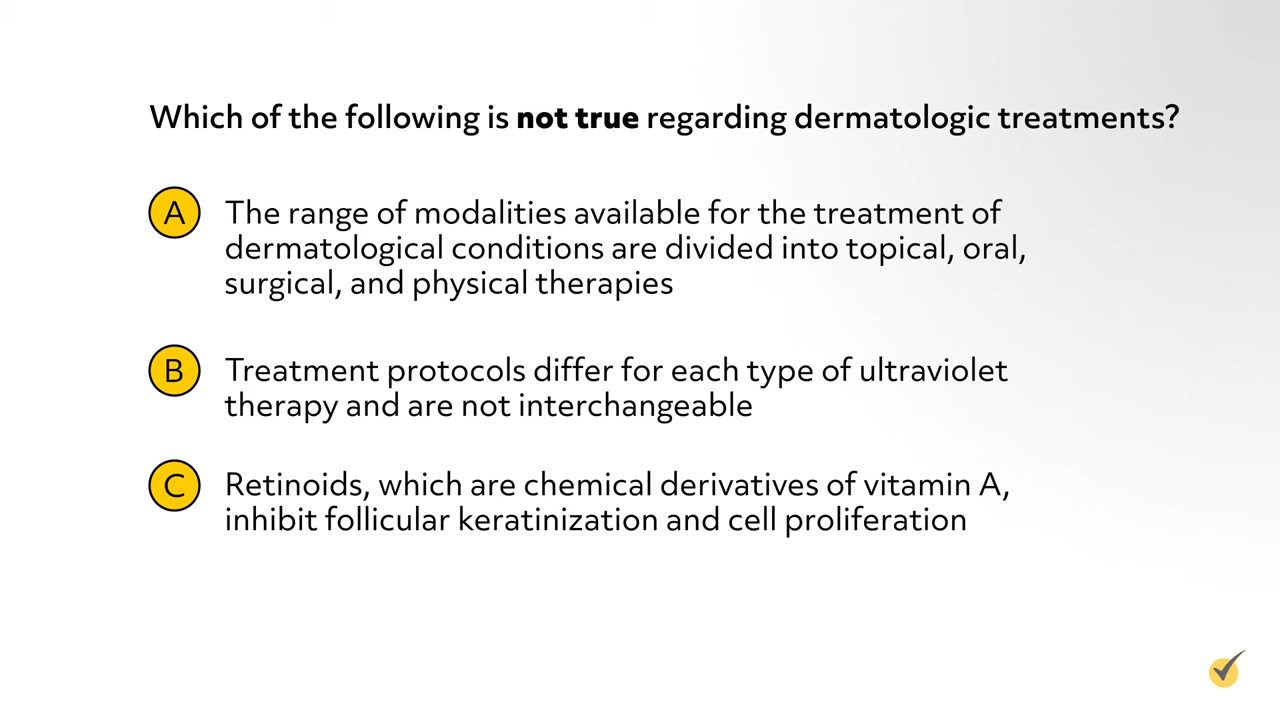 Which of the following is not true regarding dermatologic treatments?
A
The range of modalities available for the treatment of
dermatological conditions are divided into topical, oral,
surgical, and physical therapies
B
Treatment protocols differ for each type of ultraviolet
therapy and are not interchangeable
C
Retinoids, which are chemical derivatives of vitamin A,
inhibit follicular keratinization and cell proliferation